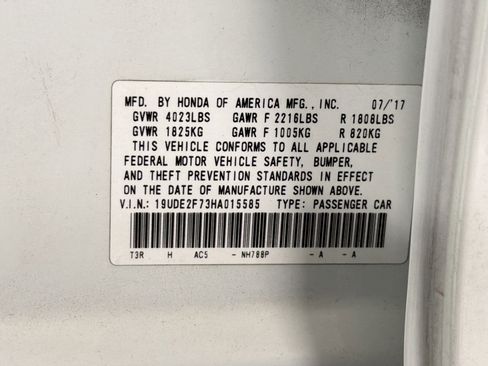 MFD. BY HONDA OF AMERICA MFG., INC. 07/'17
GVWR 4023LBS GAWR F 2216LBS R 1808LBS
GVWR 1825KG GAWR F 1005KG R 820KG
THIS VEHICLE CONFORMS TO ALL APPLICABLE
FEDERAL MOTOR VEHICLE SAFETY, BUMPER,
AND THEFT PREVENTION STANDARDS IN EFFECT
ON THE DATE OF MANUFACTURE SHOWN ABOVE.
V.I.N.: 19UDE2F73HA015585 TYPE: PASSENGER CAR
T3R H AC5 - NH788P - A - A